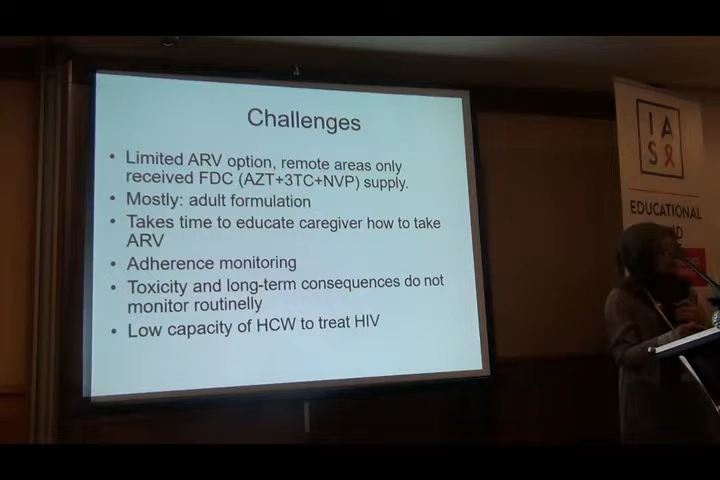 Challenges
• Limited ARV option, remote areas only
received FDC (AZT+3TC+NVP) supply.
• Mostly: adult formulation
• Takes time to educate caregiver how to take
ARV
• Adherence monitoring
• Toxicity and long-term consequences do not
monitor routinelly
• Low capacity of HCW to treat HIV
IA
S
EDUCATIONAL